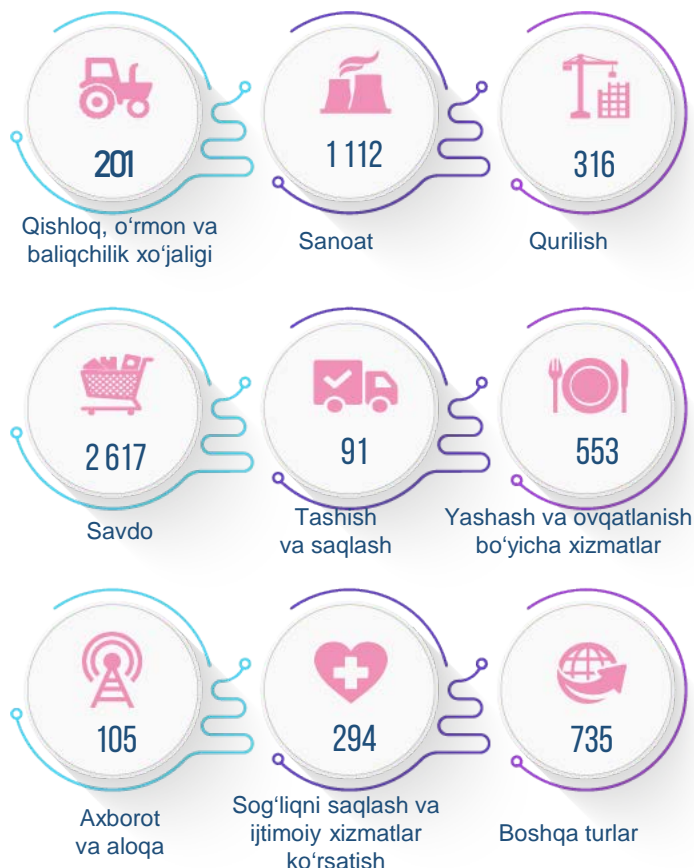 201
Qishloq, o‘rmon va
baliqchilik xo‘jaligi
1 112
Sanoat
316
Qurilish
2 617
Savdo
91
Tashish
va saqlash
553
Yashash va ovqatlanish
bo‘yicha xizmatlar
105
Axborot
va aloqa
294
Sog‘liqni saqlash va
ijtimoiy xizmatlar
ko‘rsatish
735
Boshqa turlar